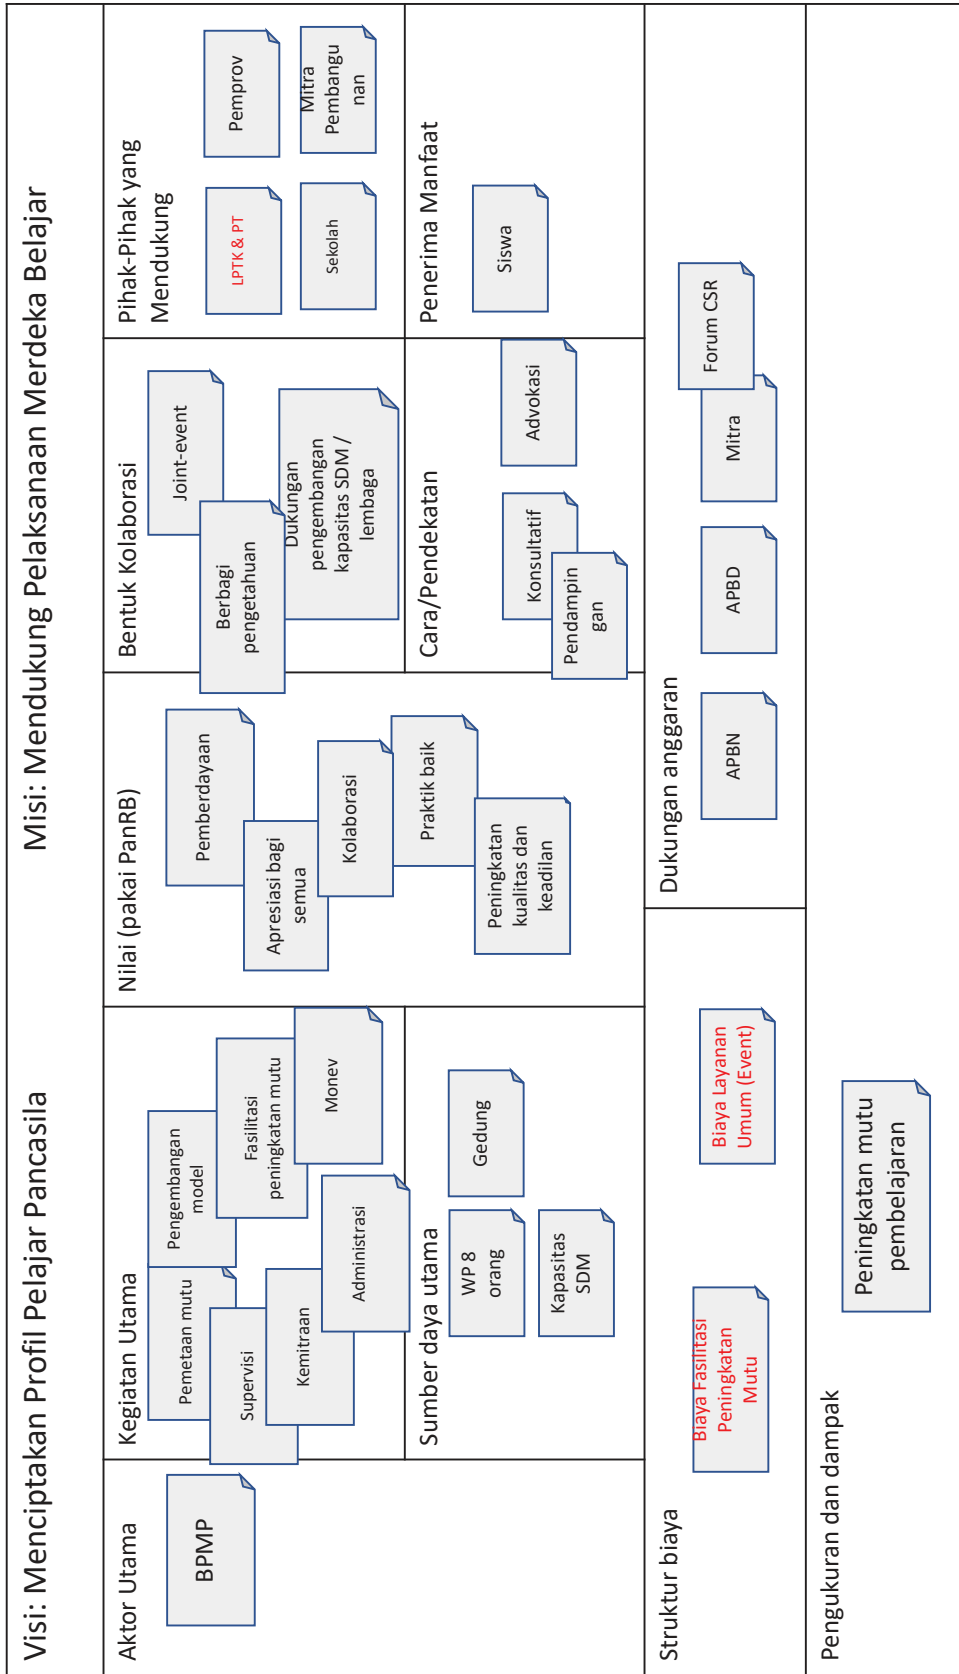 Visi: Menciptakan Profil Pelajar Pancasila
Misi: Mendukung Pelaksanaan Merdeka Belajar
Aktor Utama
BPMP
Kegiatan Utama
Pemetaan mutu
Pengembangan
model
Supervisi
Fasilitasi
peningkatan mutu
Kemitraan
Monev
Administrasi
Sumber daya utama
WP 8
orang
Gedung
Kapasitas
SDM
Nilai (pakai PanRB)
Pemberdayaan
Apresiasi bagi
semua
Kolaborasi
Praktik baik
Peningkatan
kualitas dan
keadilan
Bentuk Kolaborasi
Joint-event
Berbagi
pengetahuan
Dukungan
pengembangan
kapasitas SDM /
lembaga
Cara/Pendekatan
Konsultatif
Advokasi
Pendampin
gan
Pihak-Pihak yang
Mendukung
LPTK & PT
Pemprov
Sekolah
Mitra
Pembangu
nan
Penerima Manfaat
Siswa
Struktur biaya
Biaya Fasilitasi
Peningkatan
Mutu
Biaya Layanan
Umum (Event)
Dukungan anggaran
APBN
APBD
Mitra
Forum CSR
Pengukuran dan dampak
Peningkatan mutu
pembelajaran